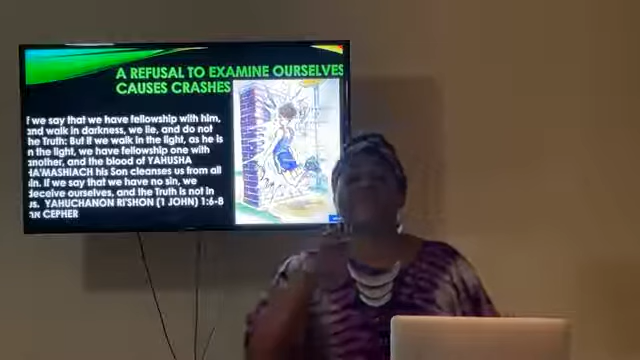 A REFUSAL TO EXAMINE OURSELVES
CAUSES CRASHES
f we say that we have fellowship with him,
and walk in darkness, we lie, and do not
he Truth: But if we walk in the light, as he is
n the light, we have fellowship one with
another, and the blood of YAHUSHA
HA'MASHIACH his Son cleanses us from all
in. If we say that we have no sin, we
deceive ourselves, and the Truth is not in
us. YAHUCHANON RI'SHON (1 JOHN) 1:6-8
CEPHER